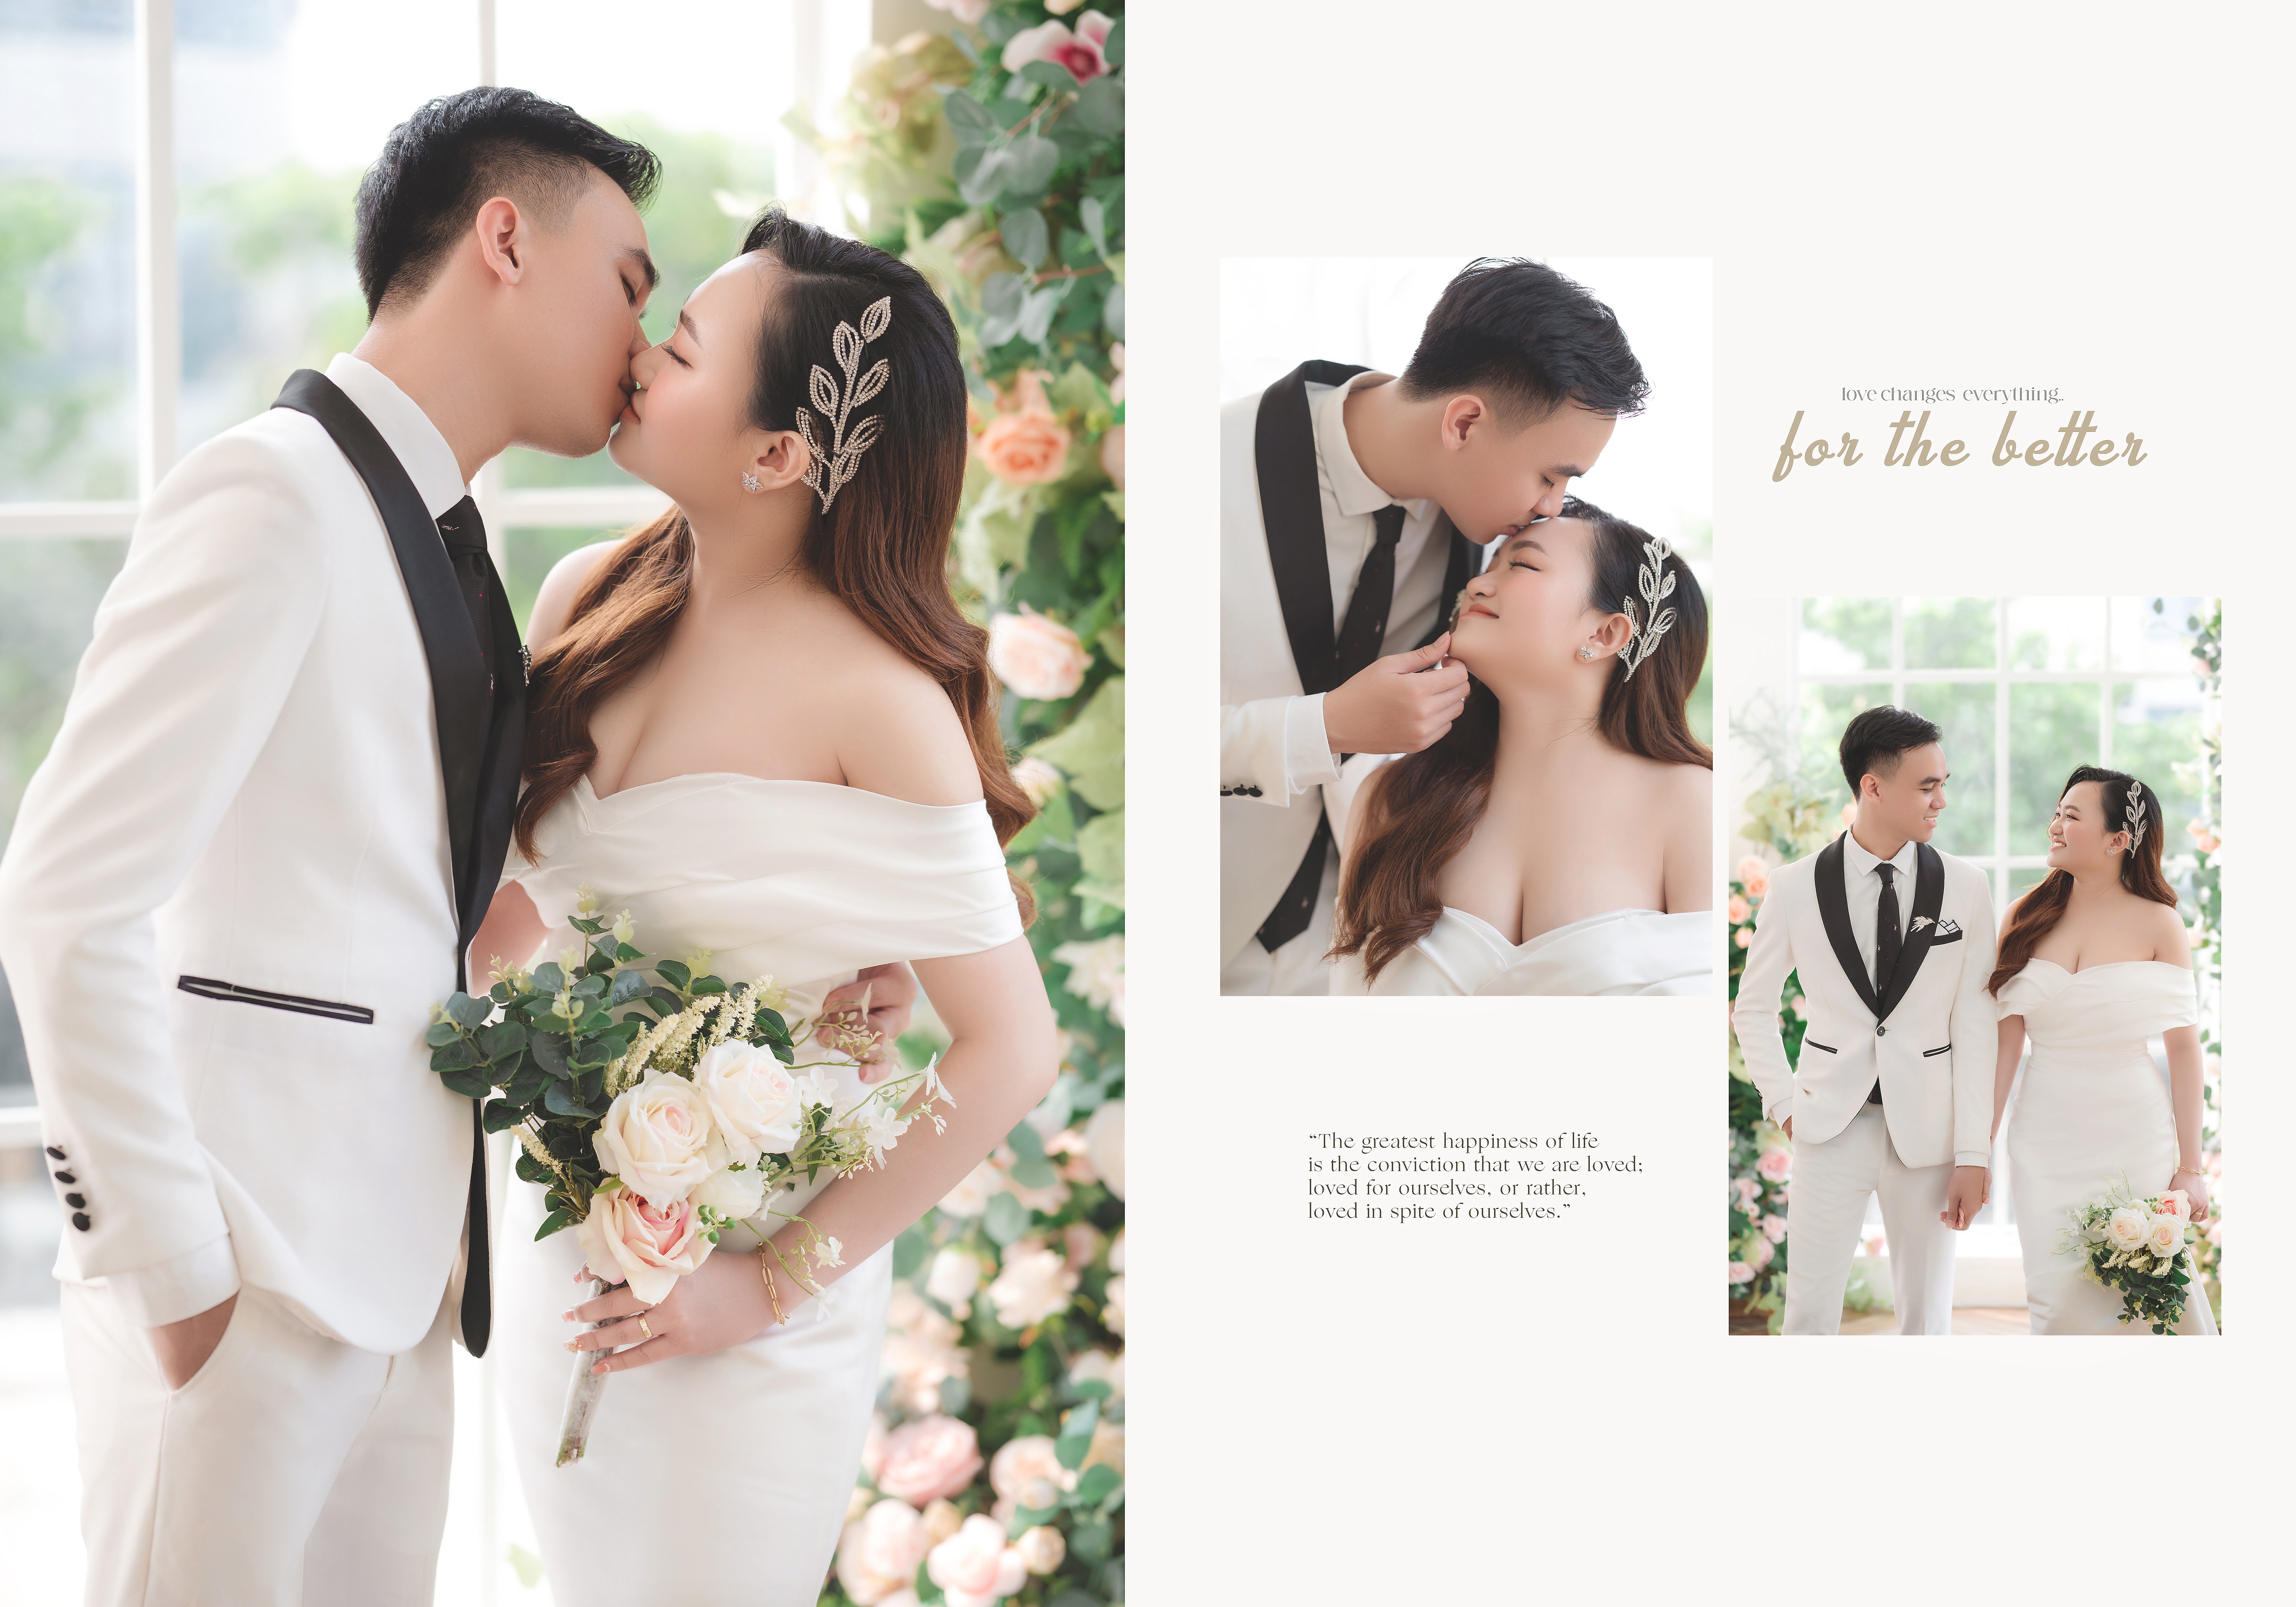 love changes everything..
for the better
“The greatest happiness of life
is the conviction that we are loved;
loved for ourselves, or rather,
loved in spite of ourselves.”